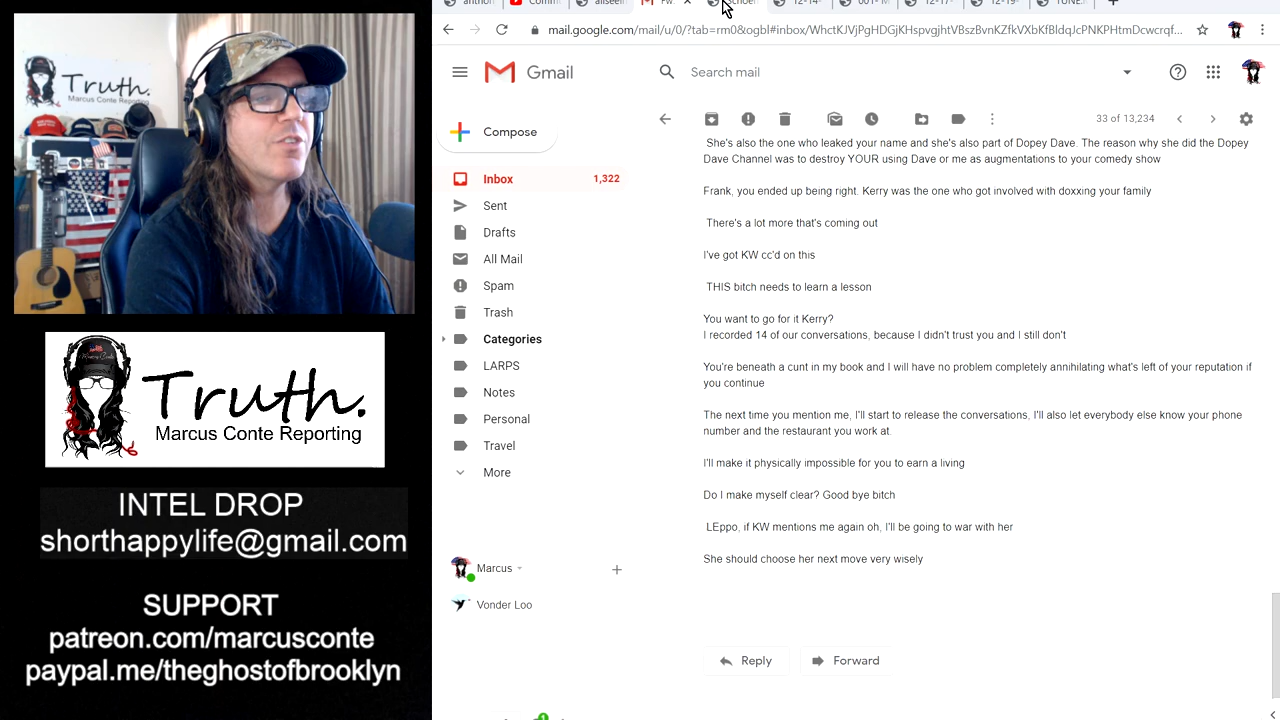 Truth.
Marcus Conte Reporting
Truth.
Marcus Conte Reporting
INTEL DROP
shorthappylife@gmail.com
SUPPORT
patreon.com/marcusconte
paypal.me/theghostofbrooklyn
mail.google.com/mail/u/0/?tab=rm0&ogbl#inbox/WhctKJVjPgHDGjKHspvgjhtVBszBvnKZfkVXbKfBldqJcPNKPHtmDcwcrqf...
Gmail
Search mail
Compose
33 of 13,234
Inbox 1,322
Sent
Drafts
All Mail
Spam
Trash
Categories
LARPS
Notes
Personal
Travel
More
Marcus
Vonder Loo
She's also the one who leaked your name and she's also part of Dopey Dave. The reason why she did the Dopey
Dave Channel was to destroy YOUR using Dave or me as augmentations to your comedy show
Frank, you ended up being right. Kerry was the one who got involved with doxxing your family
There's a lot more that's coming out
I've got KW cc'd on this
THIS bitch needs to learn a lesson
You want to go for it Kerry?
I recorded 14 of our conversations, because I didn't trust you and I still don't
You're beneath a cunt in my book and I will have no problem completely annihilating what's left of your reputation if
you continue
The next time you mention me, I'll start to release the conversations, I'll also let everybody else know your phone
number and the restaurant you work at.
I'll make it physically impossible for you to earn a living
Do I make myself clear? Good bye bitch
LEppo, if KW mentions me again oh, I'll be going to war with her
She should choose her next move very wisely
Reply
Forward